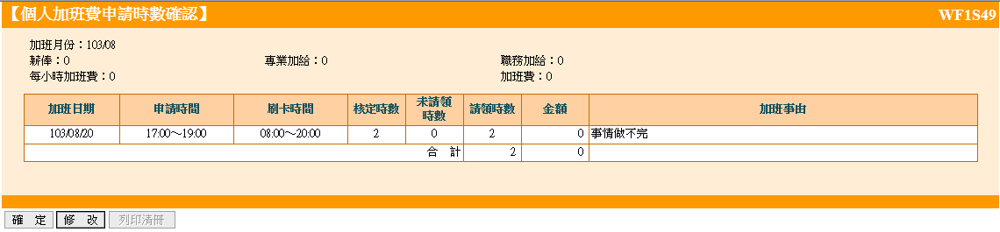 【個人加班費申請時數確認】 WF1S49
加班月份：103/08
薪俸：0 專業加給：0 職務加給：0
每小時加班費：0 加班費：0
加班日期 申請時間 刷卡時間 核定時數 未請領時數 請領時數 金額 加班事由
103/08/20 17:00～19:00 08:00～20:00 2 0 2 0 事情做不完
合 計 2 0
確 定 修 改 列印清冊